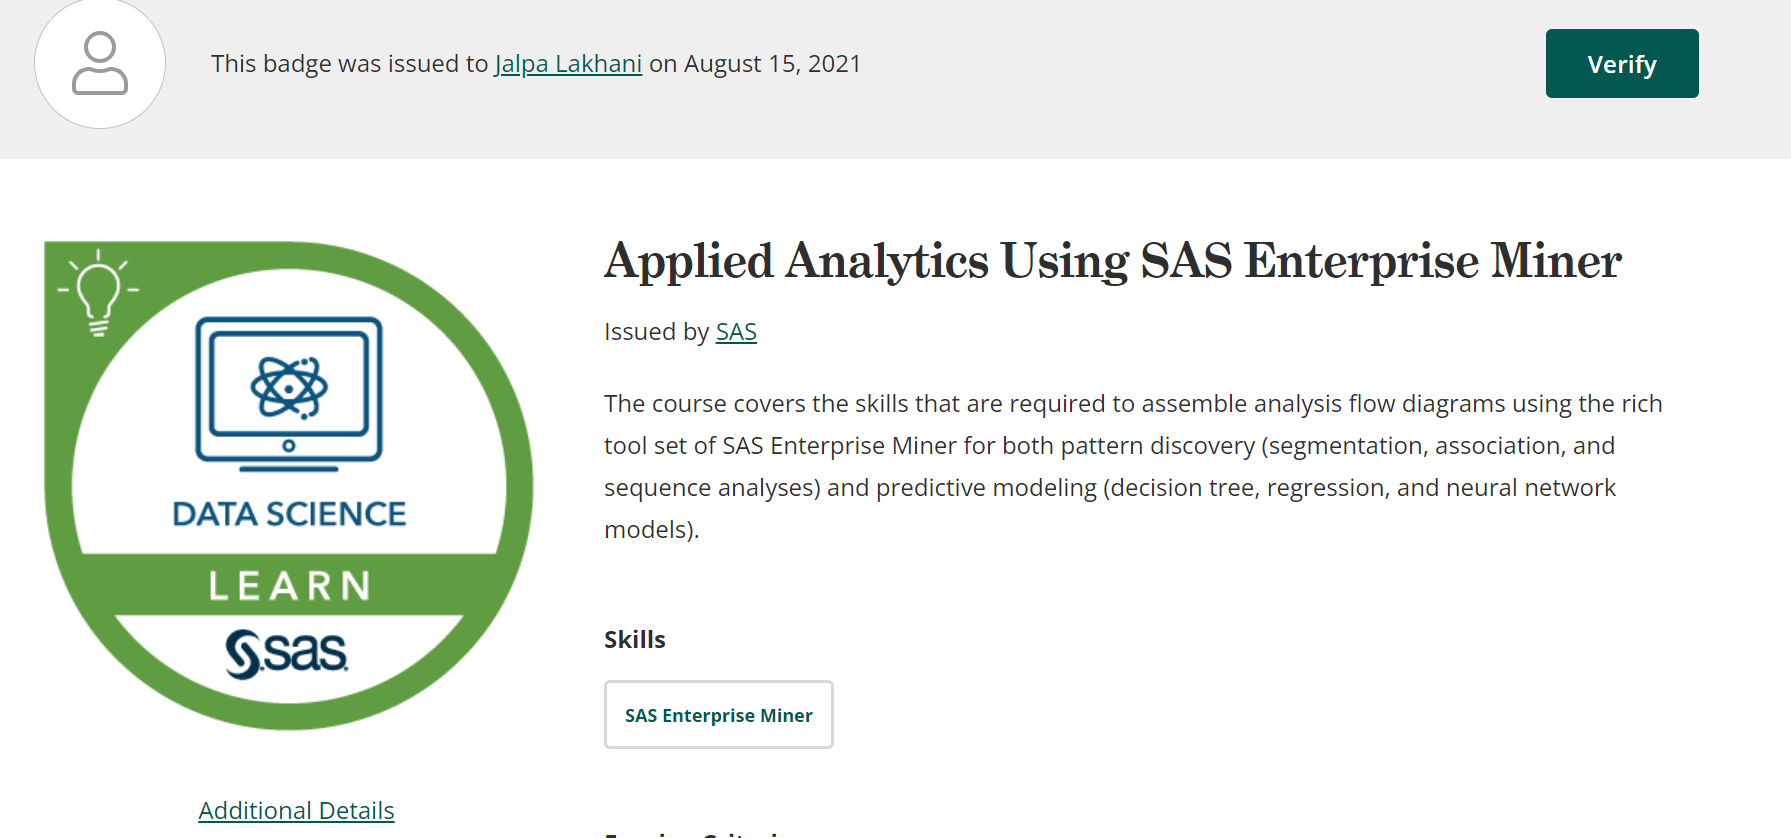 This badge was issued to Jalpa Lakhani on August 15, 2021
Verify
DATA SCIENCE
LEARN
sas
Additional Details
Applied Analytics Using SAS Enterprise Miner
Issued by SAS
The course covers the skills that are required to assemble analysis flow diagrams using the rich
tool set of SAS Enterprise Miner for both pattern discovery (segmentation, association, and
sequence analyses) and predictive modeling (decision tree, regression, and neural network
models).
Skills
SAS Enterprise Miner